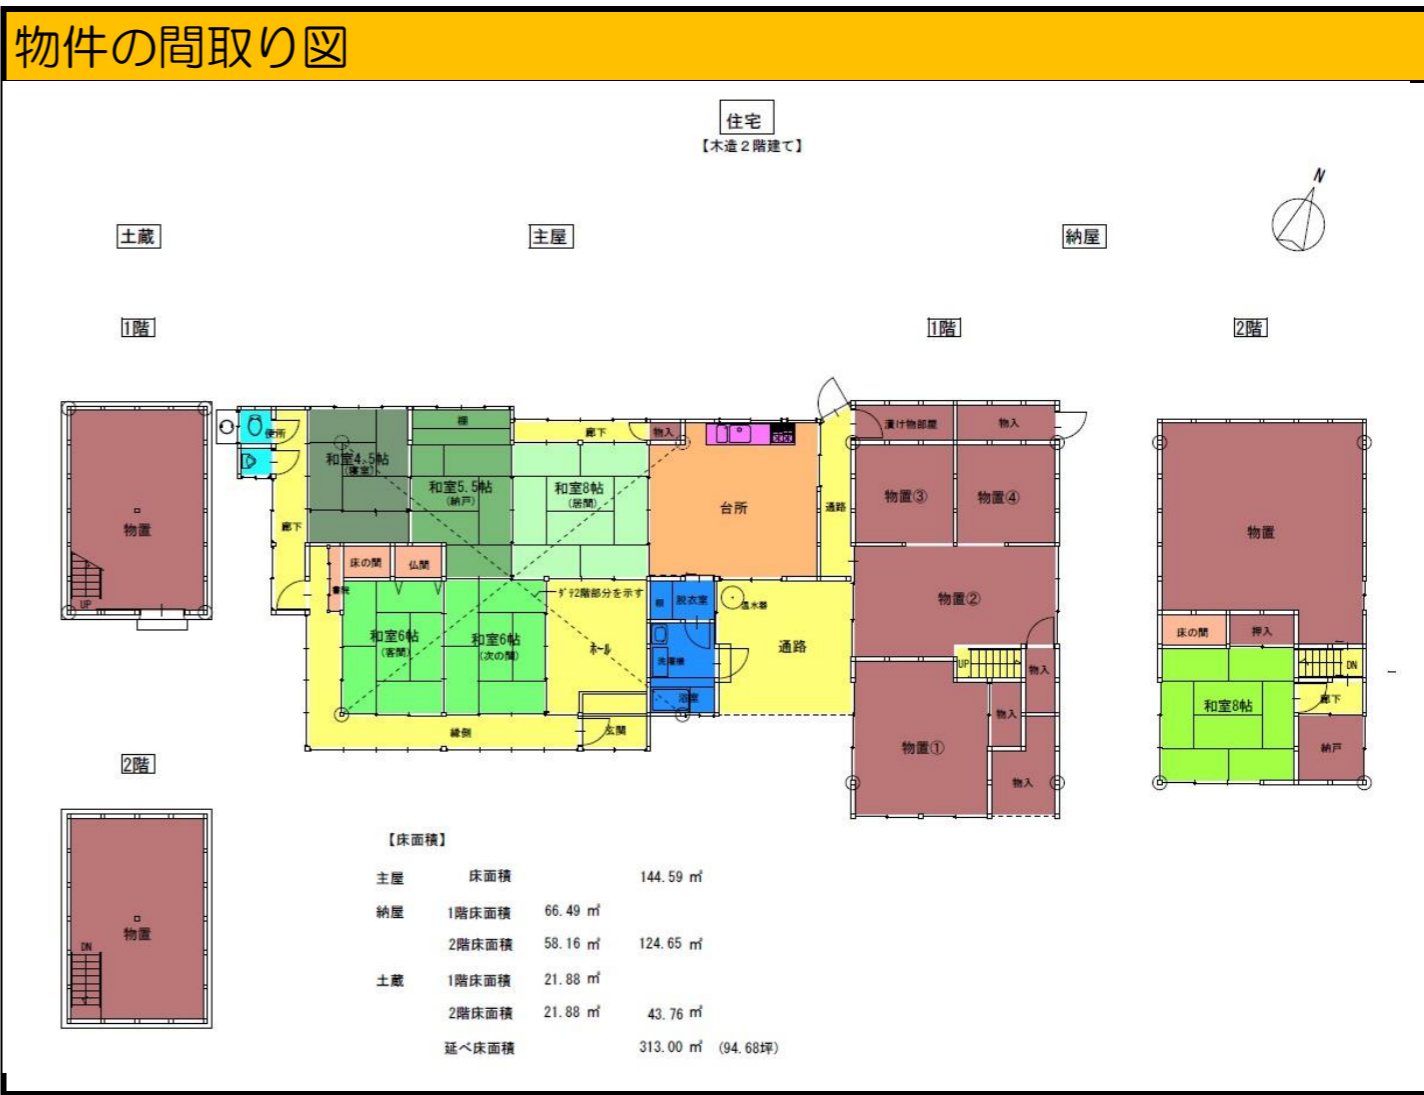 物件の間取り図
住宅
【木造2階建て】
N
土蔵
主屋
納屋
1階
1階
2階
物置
UP
便所
廊下
和室4.5帖
(寝室)
棚
和室5.5帖
(納戸)
廊下
物入
和室8帖
(居間)
台所
通路
床の間
仏間
書院
ダテ2階部分を示す
和室6帖
(客間)
和室6帖
(次の間)
ホール
棚
脱衣室
温水器
洗濯機
浴室
通路
縁側
玄関
漬け物部屋
物入
物置③
物置④
物置②
UP
物入
物入
物置①
物入
物置
床の間
押入
DN
和室8帖
廊下
納戸
2階
DN
物置
【床面積】
主屋 床面積 144.59 ㎡
納屋 1階床面積 66.49 ㎡
2階床面積 58.16 ㎡ 124.65 ㎡
土蔵 1階床面積 21.88 ㎡
2階床面積 21.88 ㎡ 43.76 ㎡
延べ床面積 313.00 ㎡ (94.68坪)